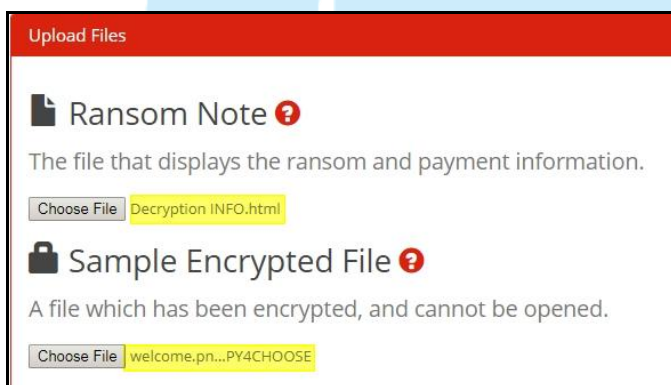 Upload Files
Ransom Note ?
The file that displays the ransom and payment information.
Choose File Decryption INFO.html
Sample Encrypted File ?
A file which has been encrypted, and cannot be opened.
Choose File welcome.pn...PY4CHOOSE